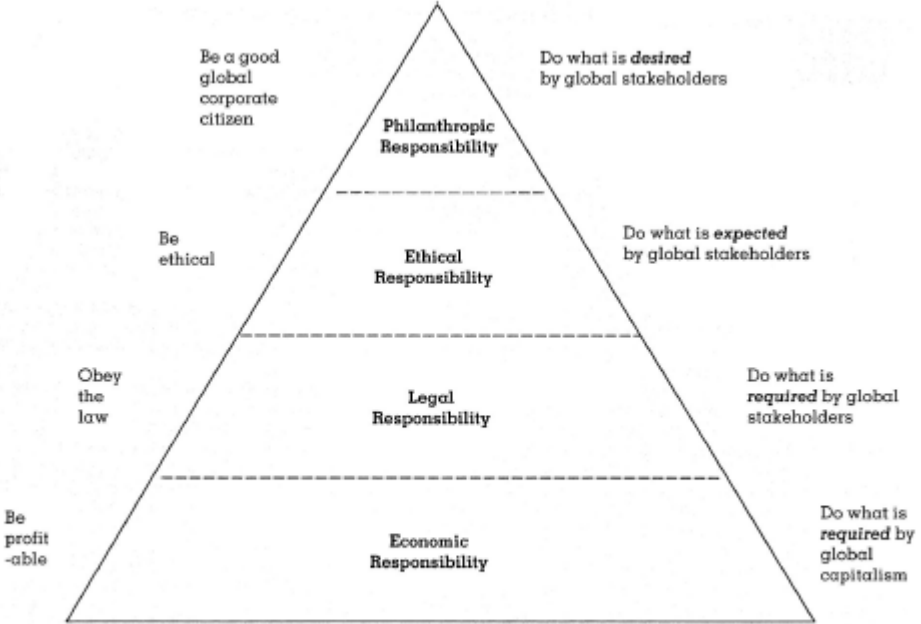 Be a good
global
corporate
citizen
Do what is desired
by global stakeholders
Philanthropic
Responsibility
Be
ethical
Ethical
Responsibility
Do what is expected
by global stakeholders
Obey
the
law
Legal
Responsibility
Do what is
required by global
stakeholders
Be
profit
-able
Economic
Responsibility
Do what is
required by
global
capitalism